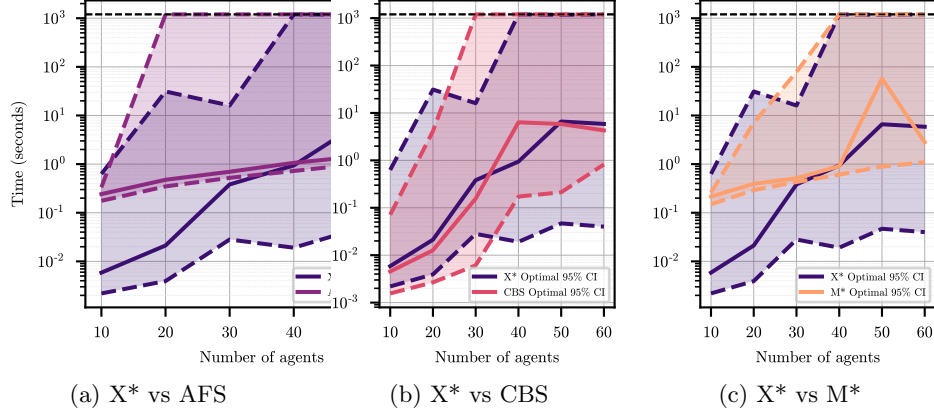 Time (seconds)
10³
10²
10¹
10⁰
10⁻¹
10⁻²
10 20 30 40
Number of agents
X
A
(a) X* vs AFS
10³
10²
10¹
10⁰
10⁻¹
10⁻²
10⁻³
10 20 30 40 50 60
Number of agents
X* Optimal 95% CI
CBS Optimal 95% CI
(b) X* vs CBS
10³
10²
10¹
10⁰
10⁻¹
10⁻²
10 20 30 40 50 60
Number of agents
X* Optimal 95% CI
M* Optimal 95% CI
(c) X* vs M*